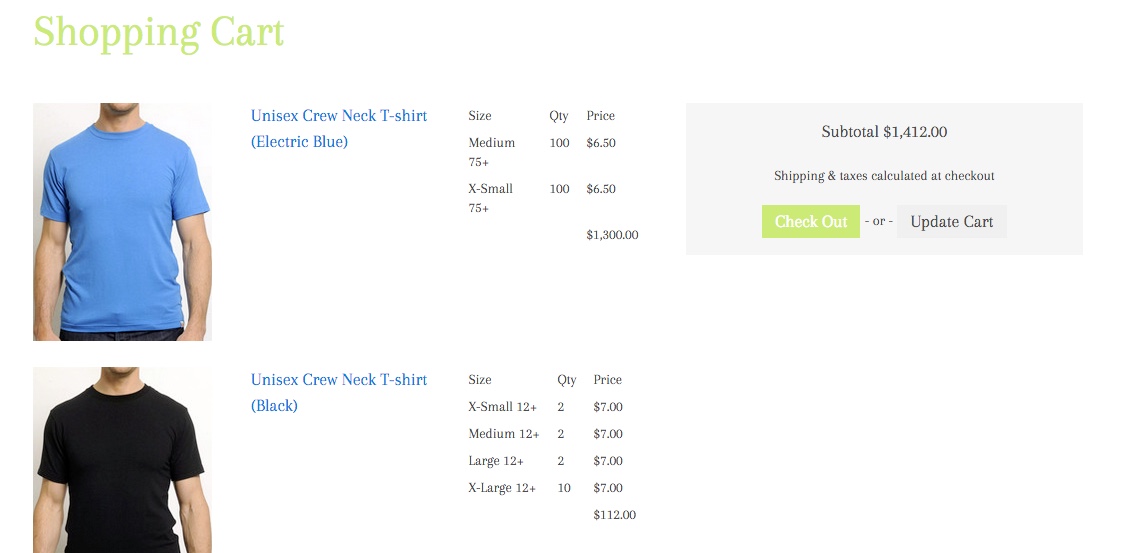 Shopping Cart
Unisex Crew Neck T-shirt
(Electric Blue)
Size Qty Price
Medium 100 $6.50
75+
X-Small 100 $6.50
75+
$1,300.00
Subtotal $1,412.00
Shipping & taxes calculated at checkout
Check Out - or - Update Cart
Unisex Crew Neck T-shirt
(Black)
Size Qty Price
X-Small 12+ 2 $7.00
Medium 12+ 2 $7.00
Large 12+ 2 $7.00
X-Large 12+ 10 $7.00
$112.00